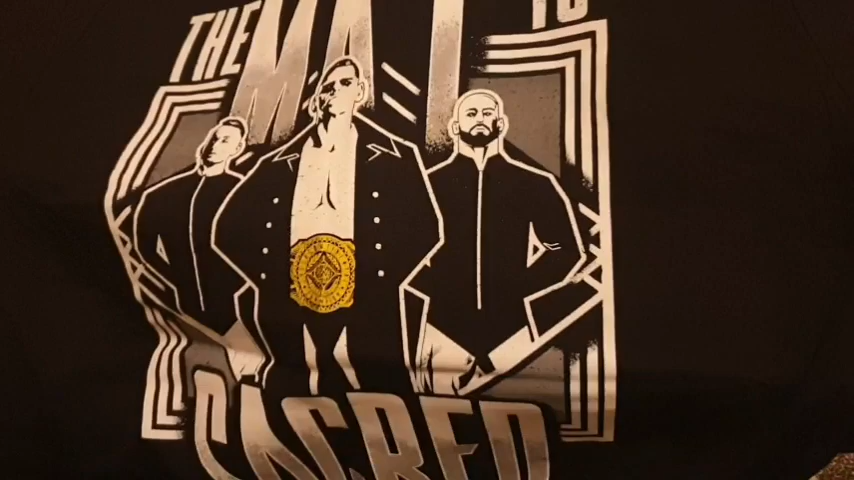 THE
MAT
IS
SACRED